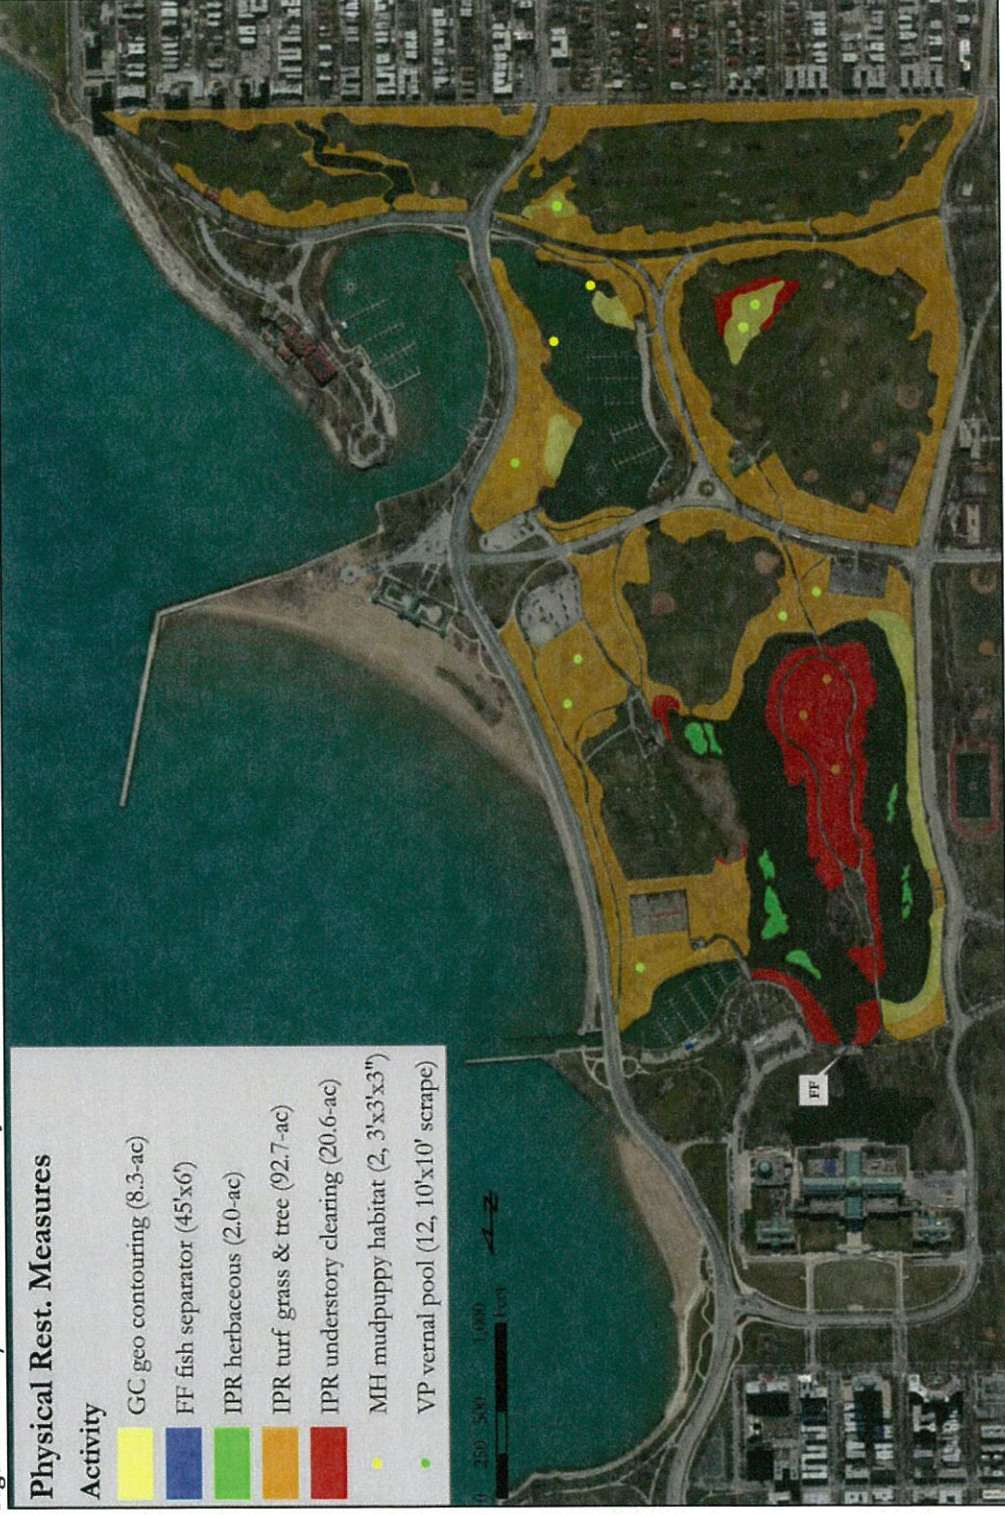 Physical Rest. Measures
Activity
GC geo contouring (8.3-ac)
FF fish separator (45'x6')
IPR herbaceous (2.0-ac)
IPR turf grass & tree (92.7-ac)
IPR understory clearing (20.6-ac)
MH mudpuppy habitat (2, 3'x3'x3")
VP vernal pool (12, 10'x10' scrape)
0 250 500 1,000
Feet
N
FF